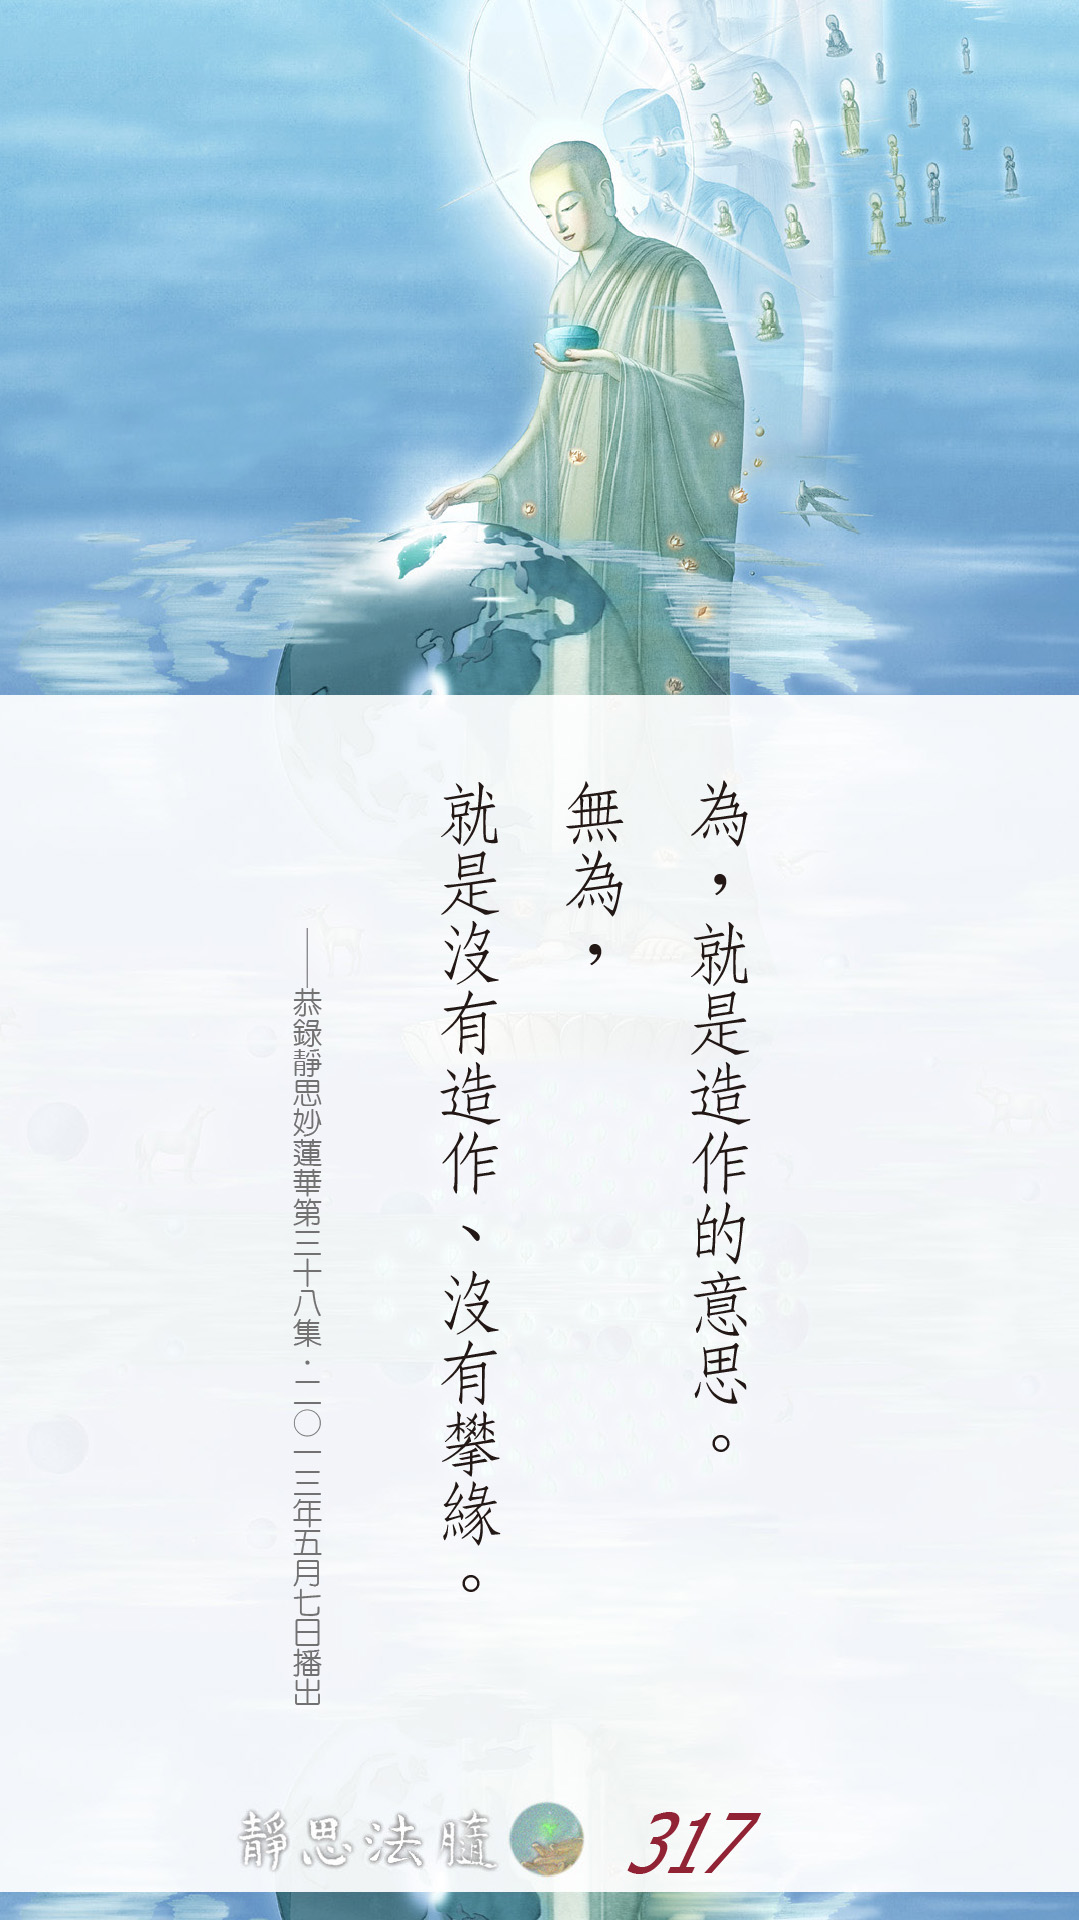 為，就是造作的意思。
無為，
就是沒有造作、沒有攀緣。
——恭錄靜思妙蓮華第三十八集．二〇一三年五月七日播出
靜思法髓
317